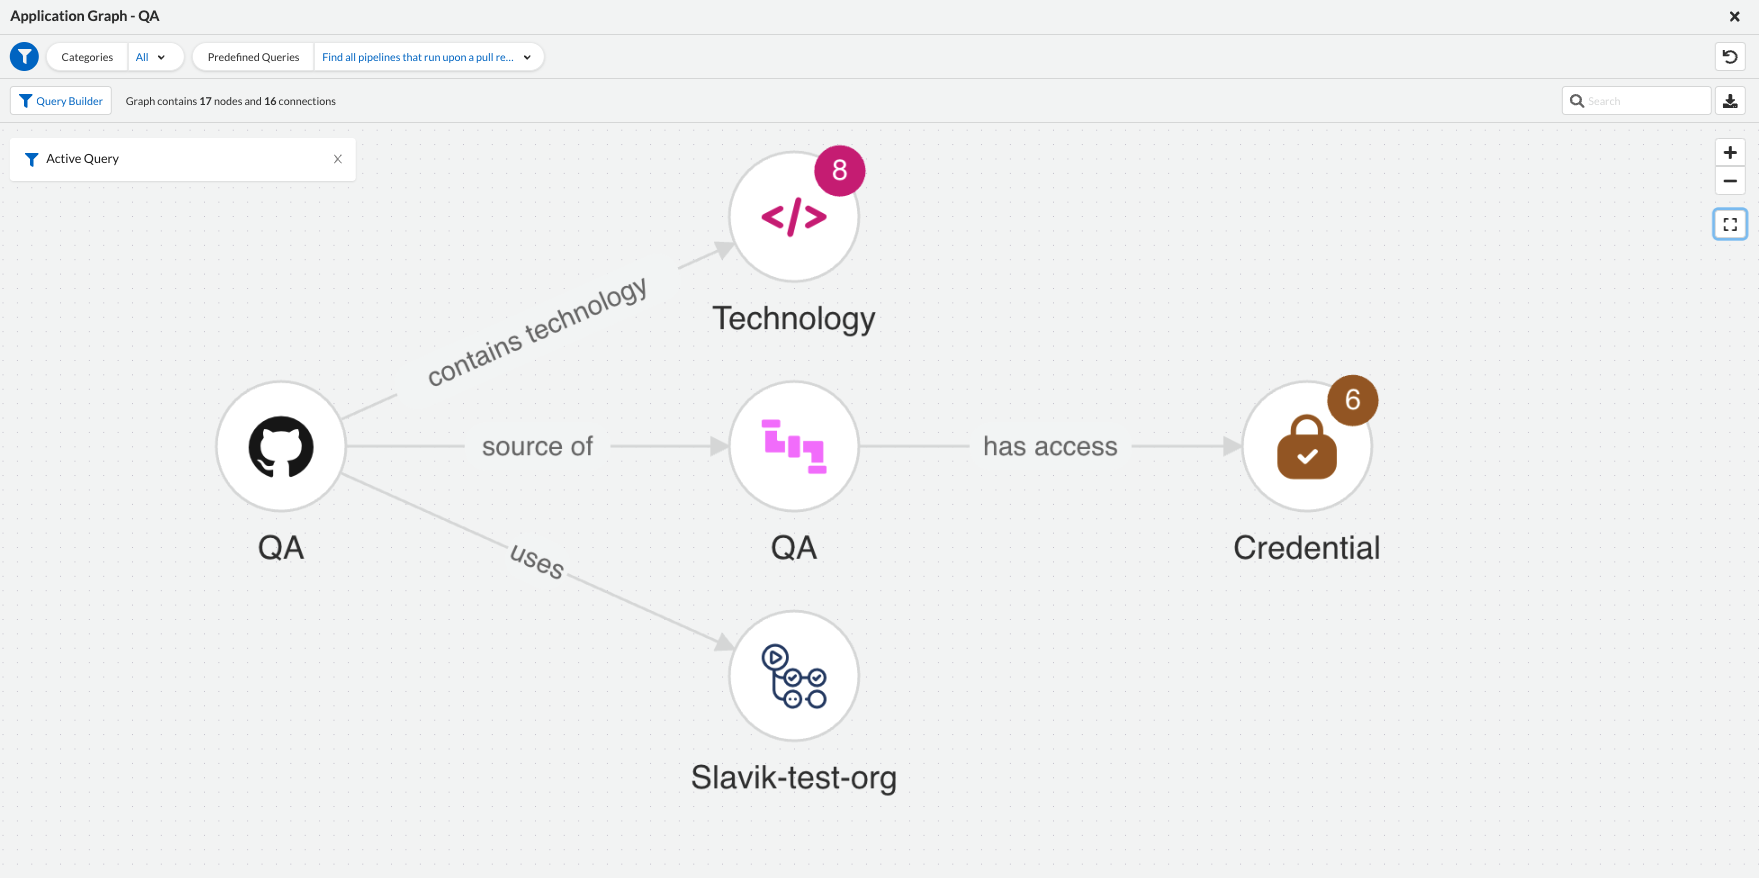 Application Graph - QA
Categories All Predefined Queries Find all pipelines that run upon a pull re...
Query Builder Graph contains 17 nodes and 16 connections Search
Active Query
8
Technology
contains technology
source of
has access
6
QA
QA
Credential
uses
Slavik-test-org